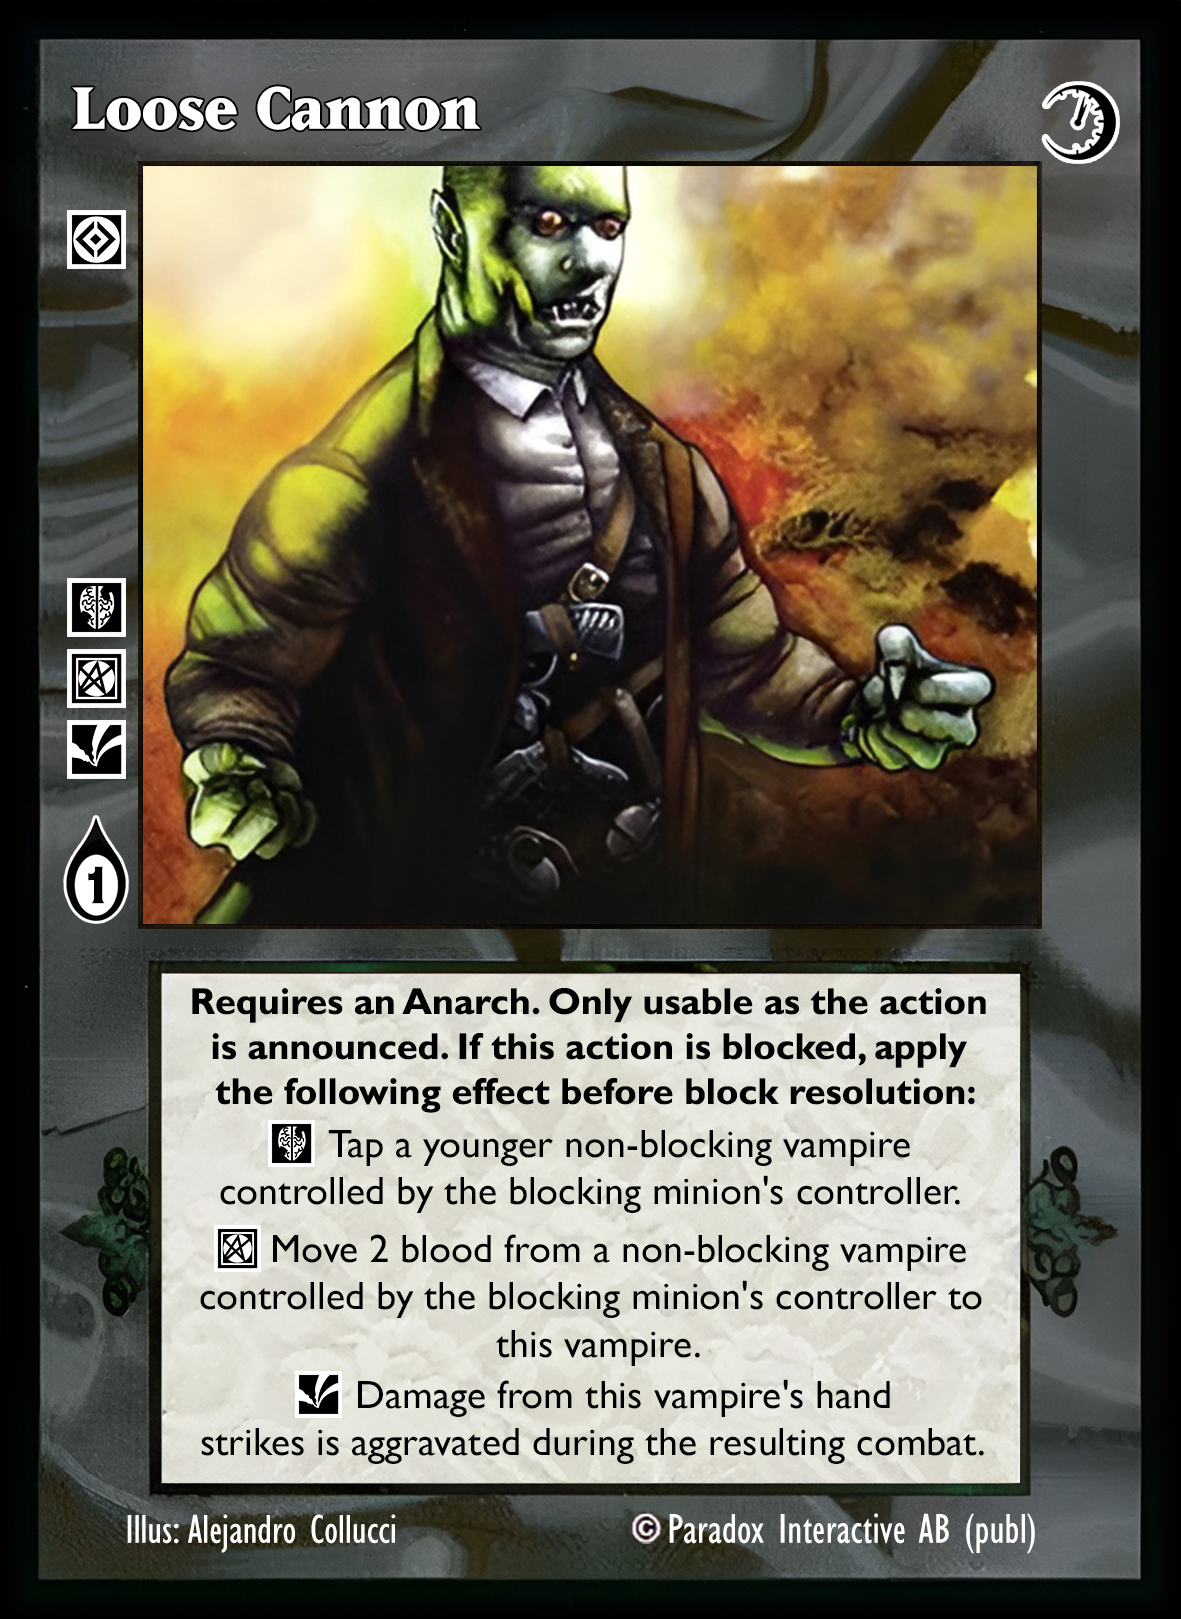 Loose Cannon
1
Requires an Anarch. Only usable as the action
is announced. If this action is blocked, apply
the following effect before block resolution:
Tap a younger non-blocking vampire
controlled by the blocking minion's controller.
Move 2 blood from a non-blocking vampire
controlled by the blocking minion's controller to
this vampire.
Damage from this vampire's hand
strikes is aggravated during the resulting combat.
Illus: Alejandro Collucci
© Paradox Interactive AB (publ)